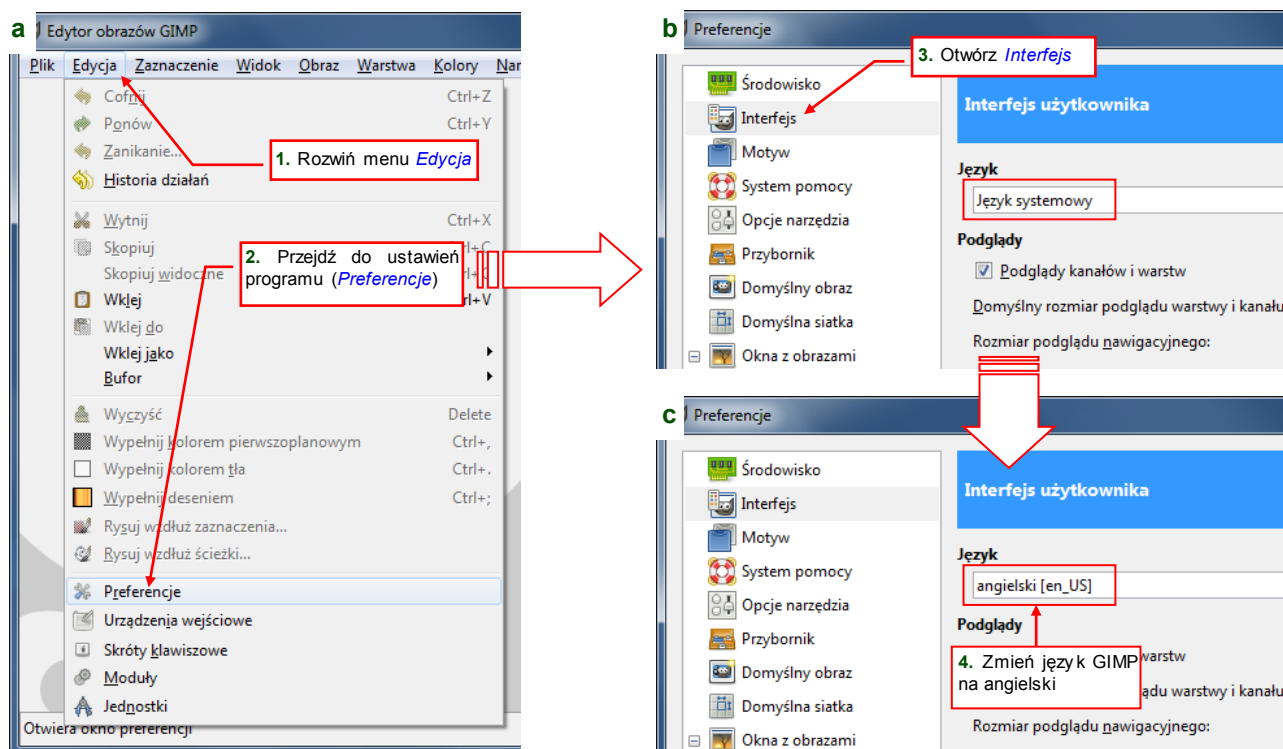 a
Edytor obrazów GIMP
Plik Edycja Zaznaczenie Widok Obraz Warstwa Kolory
Cofnij Ctrl+Z
Ponów Ctrl+Y
Zanikanie...
1. Rozwiń menu Edycja
Historia działań
Wytnij Ctrl+X
Skopiuj
2. Przejdź do ustawień
programu (Preferencje)
Skopiuj widoczne
Wklej
Wklej do
Wklej jako
Bufor
Wyczyść Delete
Wypełnij kolorem pierwszoplanowym Ctrl+,
Wypełnij kolorem tła Ctrl+.
Wypełnij deseniem Ctrl+;
Rysuj wzdłuż zaznaczenia...
Rysuj wzdłuż ścieżki...
Preferencje
Urządzenia wejściowe
Skróty klawiszowe
Moduły
Jednostki
Otwiera okno preferencji
b
Preferencje
3. Otwórz Interfejs
Środowisko
Interfejs
Motyw
System pomocy
Opcje narzędzia
Przybornik
Domyślny obraz
Domyślna siatka
Okna z obrazami
Interfejs użytkownika
Język
Język systemowy
Podglądy
Podglądy kanałów i warstw
Domyślny rozmiar podglądu warstwy i kanału
Rozmiar podglądu nawigacyjnego:
c
Preferencje
Środowisko
Interfejs
Motyw
System pomocy
Opcje narzędzia
Przybornik
Domyślny obraz
Domyślna siatka
Okna z obrazami
Interfejs użytkownika
Język
angielski [en_US]
Podglądy
4. Zmień język GIMP
na angielski
warstw
warstwy i kanału
Rozmiar podglądu nawigacyjnego: